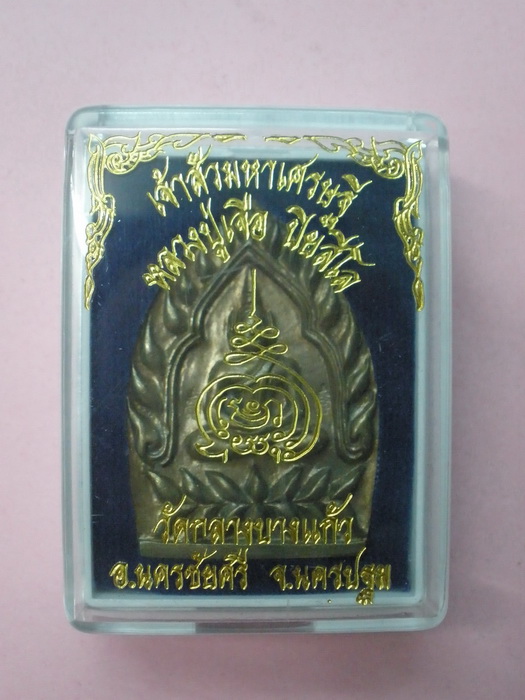 เจ้าสัวมหาเศรษฐี
หลวงปู่เจือ ปิยสีโล
วัดกลางบางแก้ว
อ.นครชัยศรี จ.นครปฐม